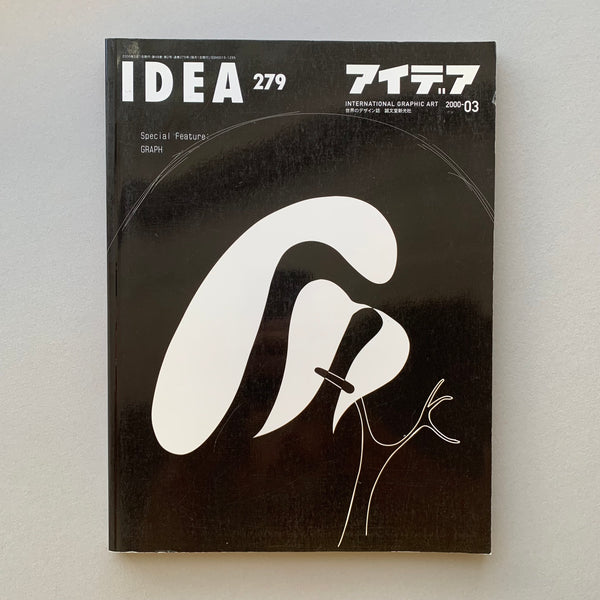 IDEA 279 アイデア
INTERNATIONAL GRAPHIC ART 2000-03
世界のデザイン誌 誠文堂新光社
Special Feature:
GRAPH